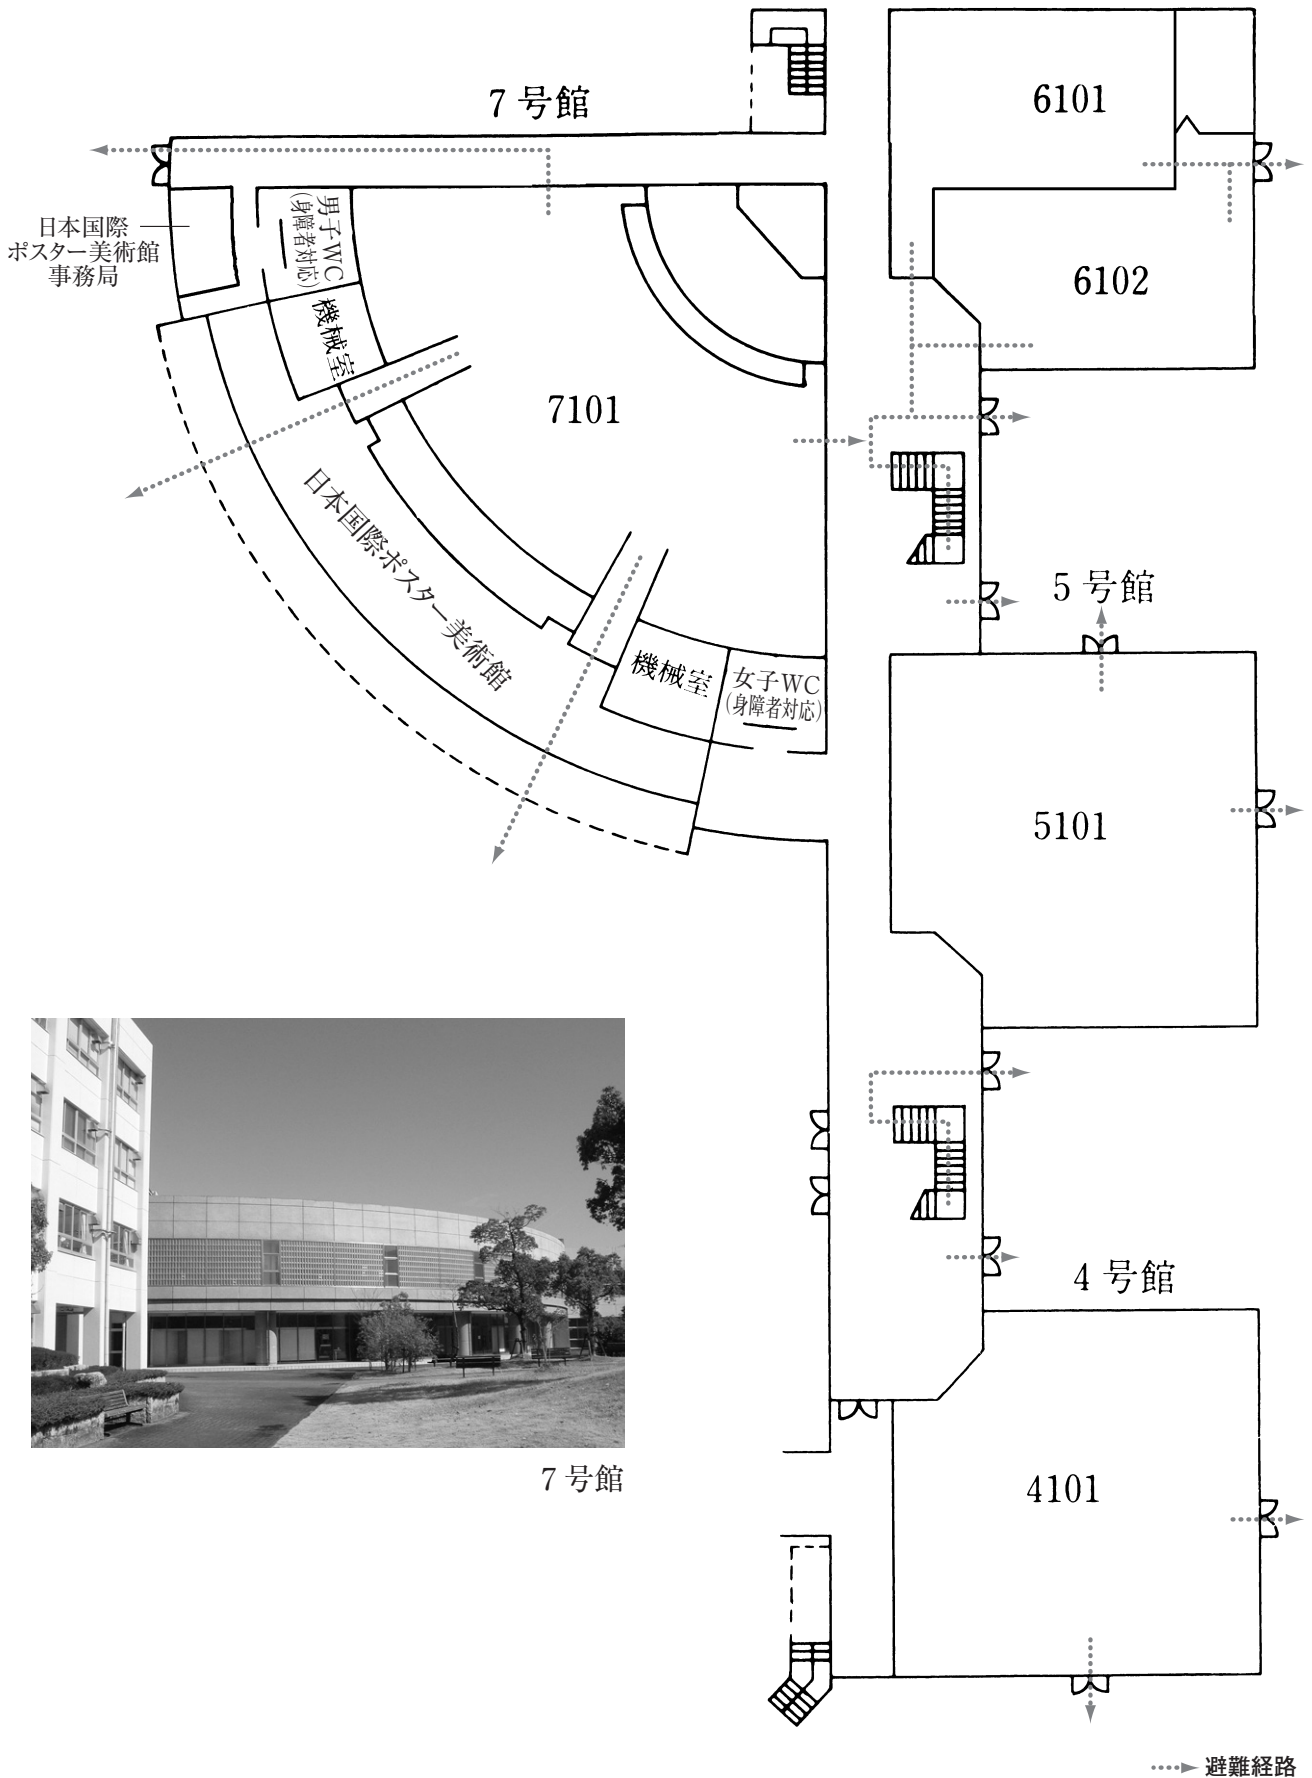 7 号館
6101
日本国際
ポスター美術館
事務局
男子WC
(身障者対応)
機械室
6102
7101
日本国際ポスター美術館
5 号館
機械室
女子WC
(身障者対応)
5101
4 号館
7 号館
4101
避難経路